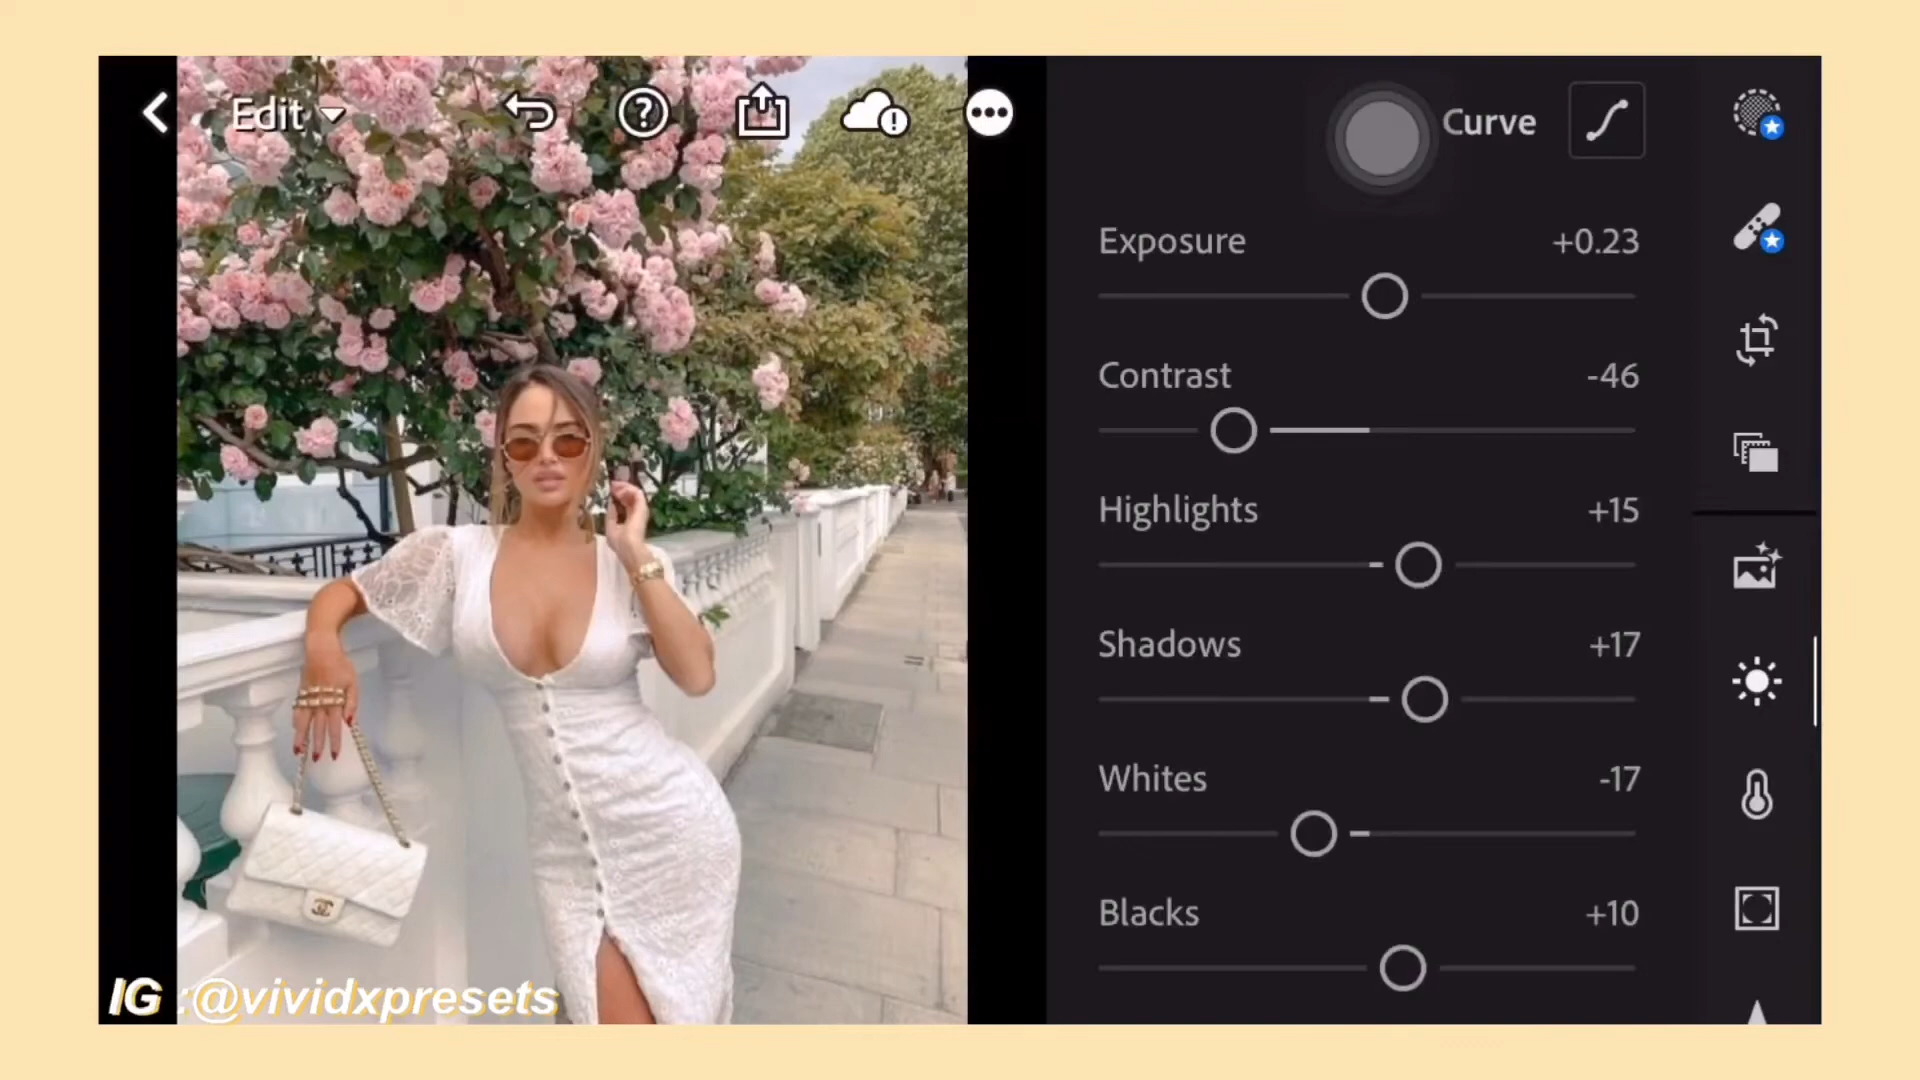 Edit
Curve
Exposure +0.23
Contrast -46
Highlights +15
Shadows +17
Whites -17
Blacks +10
IG :@vividxpresets